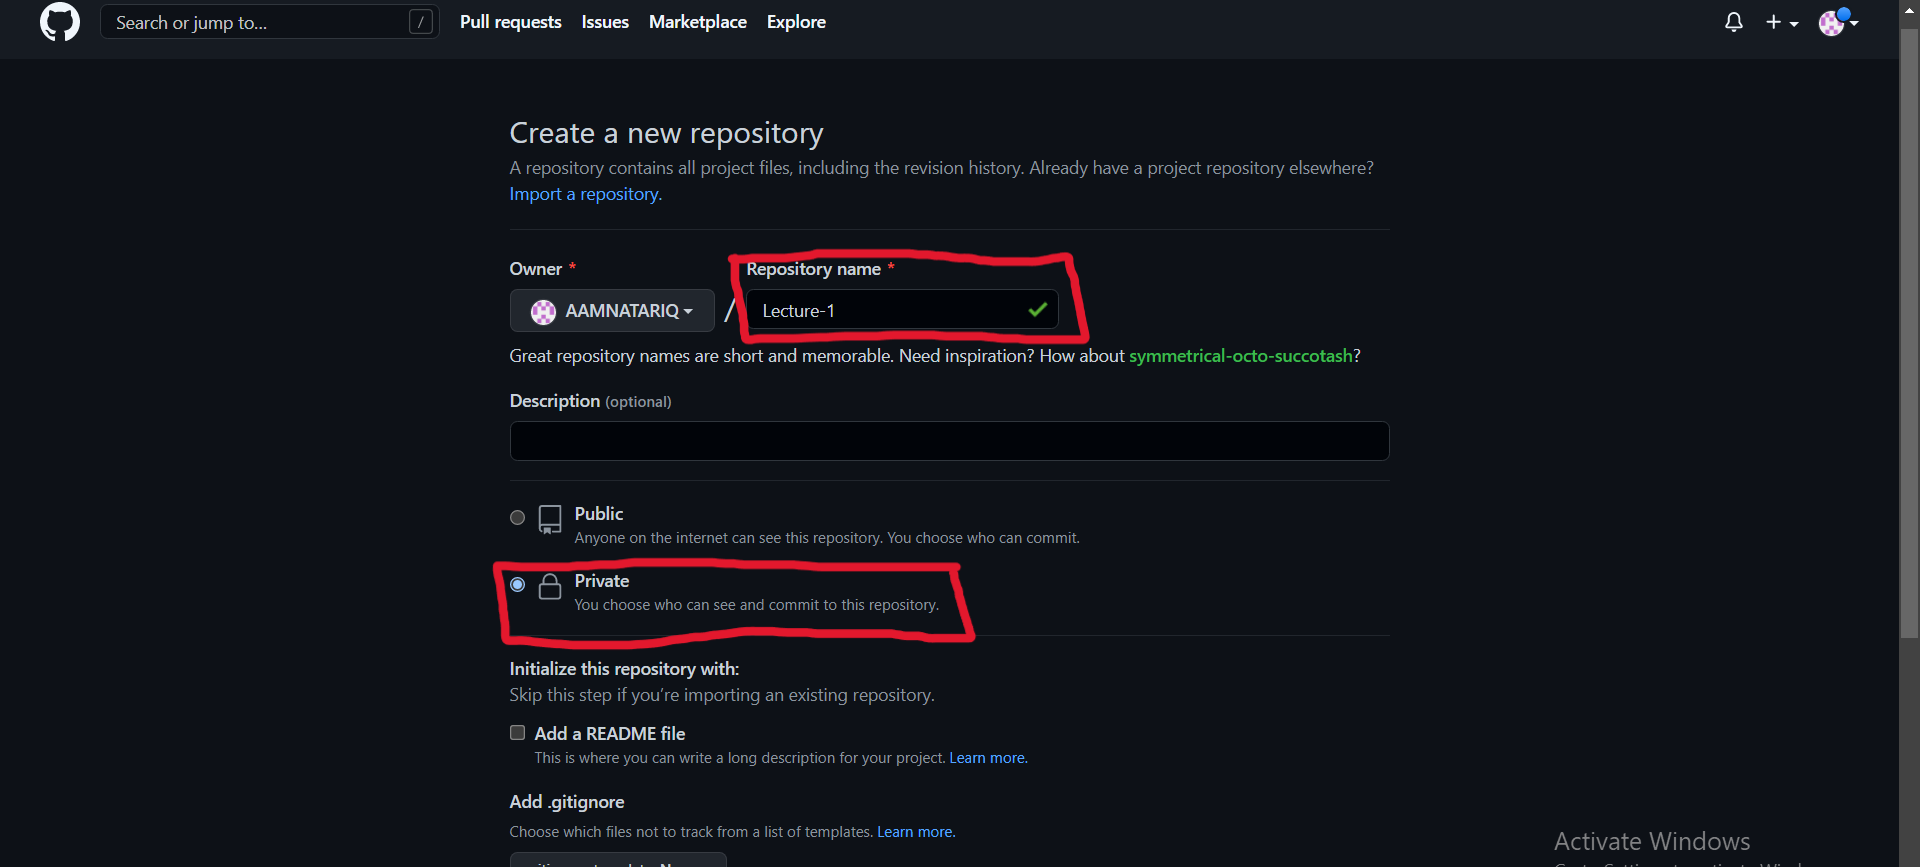 Search or jump to... /
Pull requests Issues Marketplace Explore
Create a new repository
A repository contains all project files, including the revision history. Already have a project repository elsewhere?
Import a repository.
Owner * Repository name *
AAMNATARIQ / Lecture-1
Great repository names are short and memorable. Need inspiration? How about symmetrical-octo-succotash?
Description (optional)
Public
Anyone on the internet can see this repository. You choose who can commit.
Private
You choose who can see and commit to this repository.
Initialize this repository with:
Skip this step if you’re importing an existing repository.
Add a README file
This is where you can write a long description for your project. Learn more.
Add .gitignore
Choose which files not to track from a list of templates. Learn more.
Activate Windows